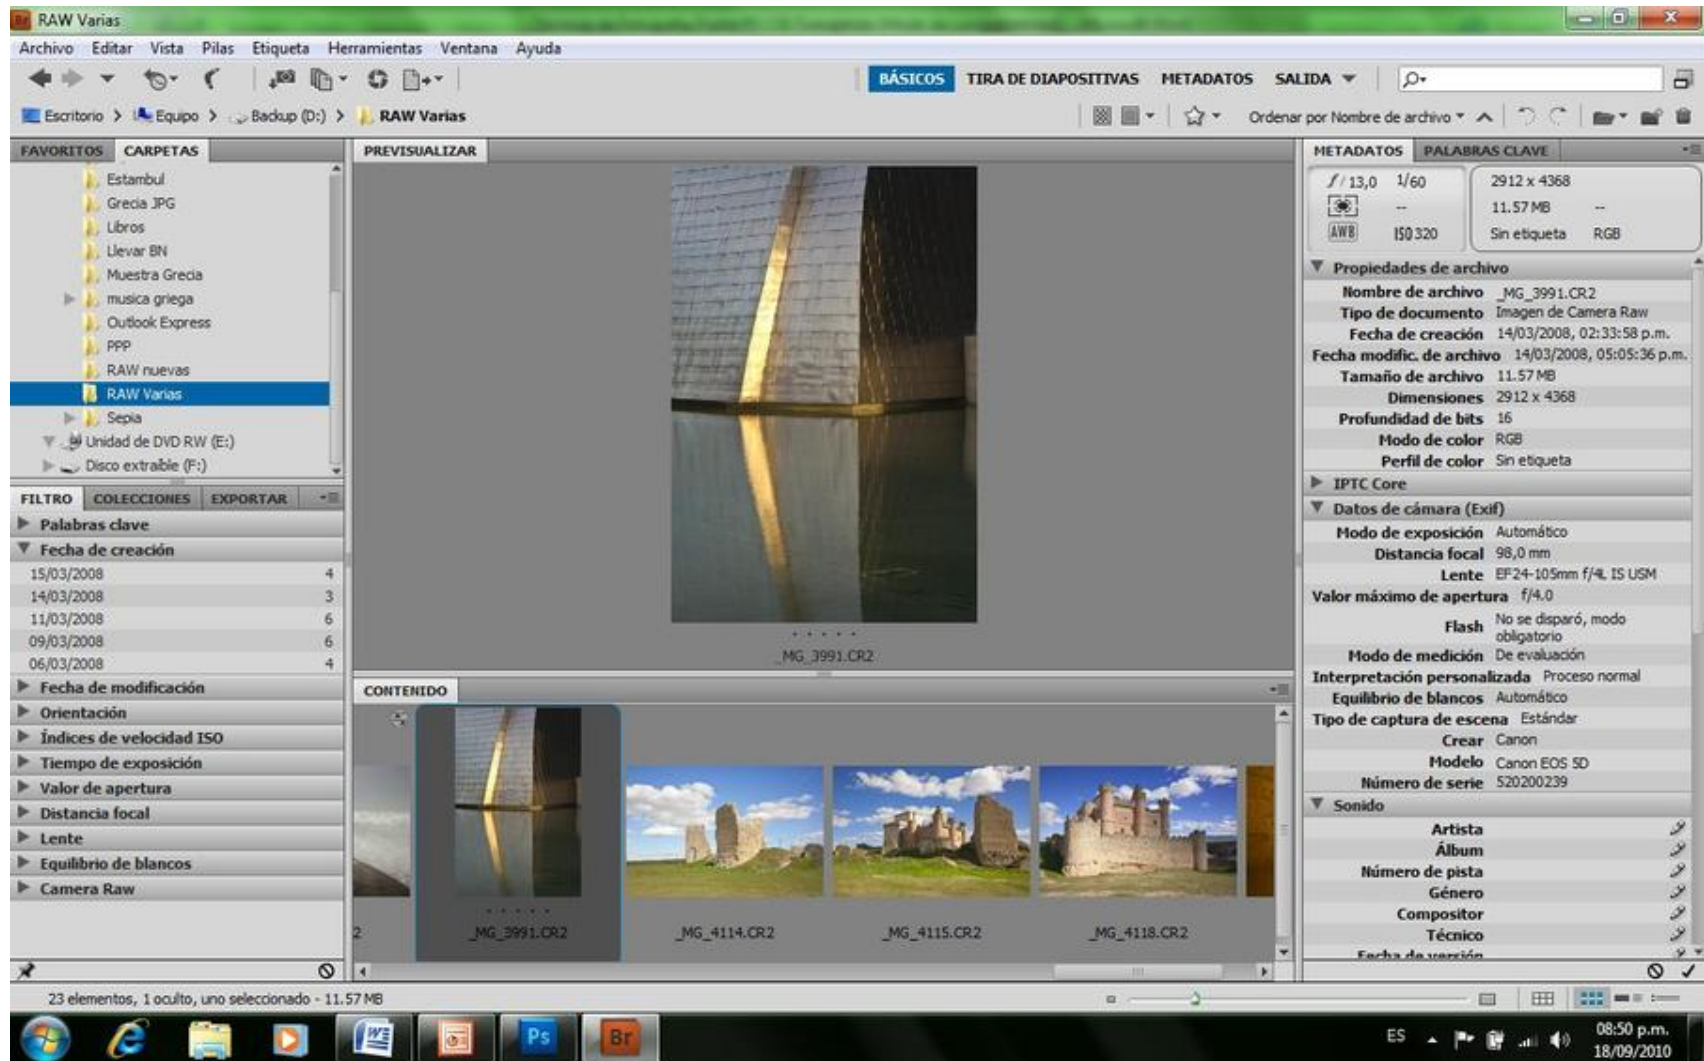 Br RAW Varias
Archivo Editar Vista Pilas Etiqueta Herramientas Ventana Ayuda
BÁSICOS TIRA DE DIAPOSITIVAS METADATOS SALIDA
Escritorio > Equipo > Backup (D:) > RAW Varias
Ordenar por Nombre de archivo
FAVORITOS CARPETAS
Estambul
Grecia JPG
Libros
Llevar BN
Muestra Grecia
musica griega
Outlook Express
PPP
RAW nuevas
RAW Varias
Sepia
Unidad de DVD RW (E:)
Disco extraíble (F:)
FILTRO COLECCIONES EXPORTAR
Palabras clave
Fecha de creación
15/03/2008 4
14/03/2008 3
11/03/2008 6
09/03/2008 6
06/03/2008 4
Fecha de modificación
Orientación
Índices de velocidad ISO
Tiempo de exposición
Valor de apertura
Distancia focal
Lente
Equilibrio de blancos
Camera Raw
PREVISUALIZAR
_MG_3991.CR2
CONTENIDO
2 _MG_3991.CR2 _MG_4114.CR2 _MG_4115.CR2 _MG_4118.CR2
METADATOS PALABRAS CLAVE
f/13,0 1/60 2912 x 4368
-- 11.57 MB --
AWB ISO 320 Sin etiqueta RGB
Propiedades de archivo
Nombre de archivo _MG_3991.CR2
Tipo de documento Imagen de Camera Raw
Fecha de creación 14/03/2008, 02:33:58 p.m.
Fecha modific. de archivo 14/03/2008, 05:05:36 p.m.
Tamaño de archivo 11.57 MB
Dimensiones 2912 x 4368
Profundidad de bits 16
Modo de color RGB
Perfil de color Sin etiqueta
IPTC Core
Datos de cámara (Exif)
Modo de exposición Automático
Distancia focal 98,0 mm
Lente EF24-105mm f/4L IS USM
Valor máximo de apertura f/4.0
Flash No se disparó, modo
obligatorio
Modo de medición De evaluación
Interpretación personalizada Proceso normal
Equilibrio de blancos Automático
Tipo de captura de escena Estándar
Crear Canon
Modelo Canon EOS 5D
Número de serie 520200239
Sonido
Artista
Álbum
Número de pista
Género
Compositor
Técnico
Fecha de versión
23 elementos, 1 oculto, uno seleccionado - 11.57 MB
Ps Br ES 08:50 p.m.
18/09/2010